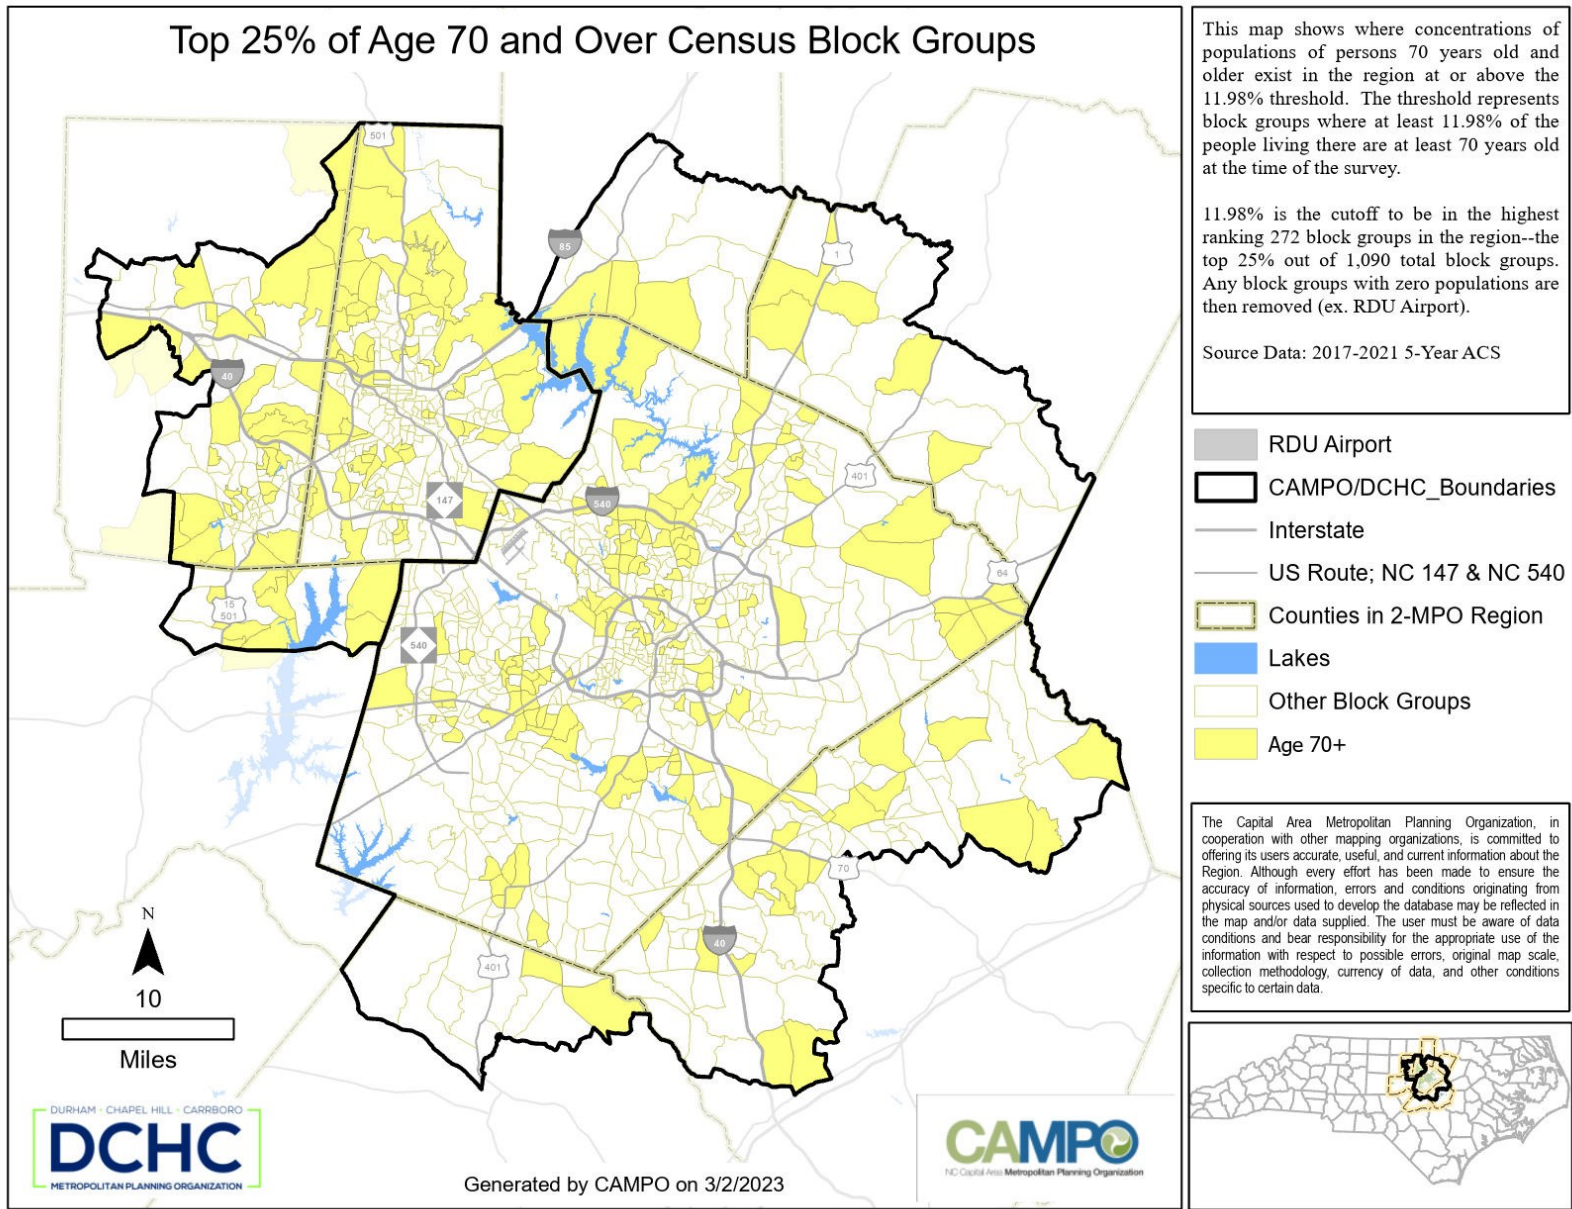 Top 25% of Age 70 and Over Census Block Groups
501
85
1
40
401
147
540
64
15
501
540
70
40
401
N
10
Miles
DURHAM · CHAPEL HILL · CARRBORO
DCHC
METROPOLITAN PLANNING ORGANIZATION
Generated by CAMPO on 3/2/2023
CAMPO
NC Capital Area Metropolitan Planning Organization
This map shows where concentrations of
populations of persons 70 years old and
older exist in the region at or above the
11.98% threshold. The threshold represents
block groups where at least 11.98% of the
people living there are at least 70 years old
at the time of the survey.
11.98% is the cutoff to be in the highest
ranking 272 block groups in the region--the
top 25% out of 1,090 total block groups.
Any block groups with zero populations are
then removed (ex. RDU Airport).
Source Data: 2017-2021 5-Year ACS
RDU Airport
CAMPO/DCHC_Boundaries
Interstate
US Route; NC 147 & NC 540
Counties in 2-MPO Region
Lakes
Other Block Groups
Age 70+
The Capital Area Metropolitan Planning Organization, in
cooperation with other mapping organizations, is committed to
offering its users accurate, useful, and current information about the
Region. Although every effort has been made to ensure the
accuracy of information, errors and conditions originating from
physical sources used to develop the database may be reflected in
the map and/or data supplied. The user must be aware of data
conditions and bear responsibility for the appropriate use of the
information with respect to possible errors, original map scale,
collection methodology, currency of data, and other conditions
specific to certain data.